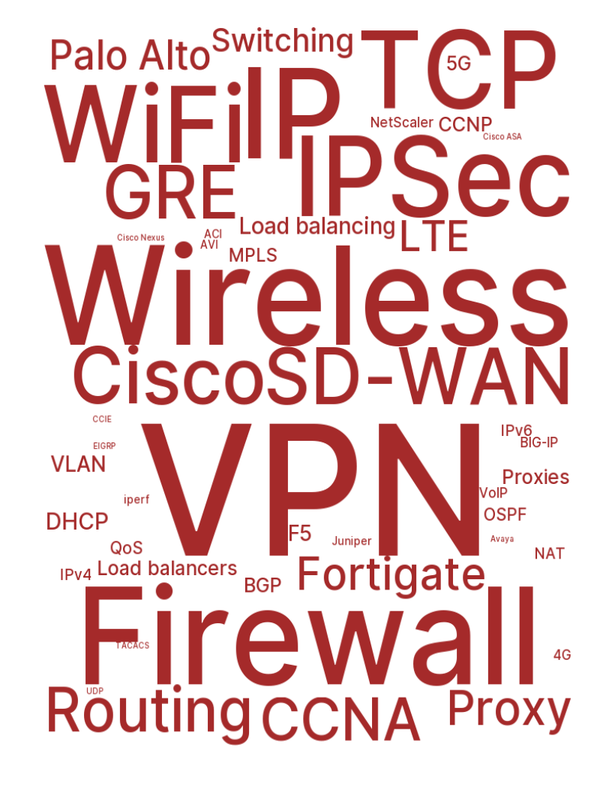 Palo Alto
Switching
TCP
5G
WiFi
IP
NetScaler
CCNP
Cisco ASA
IPSec
GRE
Load balancing
LTE
Cisco Nexus
ACI
AVI
MPLS
Wireless
Cisco
SD-WAN
CCIE
VPN
IPv6
BIG-IP
EIGRP
VLAN
Proxies
iperf
VoIP
DHCP
OSPF
F5
Juniper
Avaya
QoS
NAT
IPv4
Load balancers
BGP
Fortigate
Firewall
TACACS
4G
UDP
Routing
CCNA
Proxy